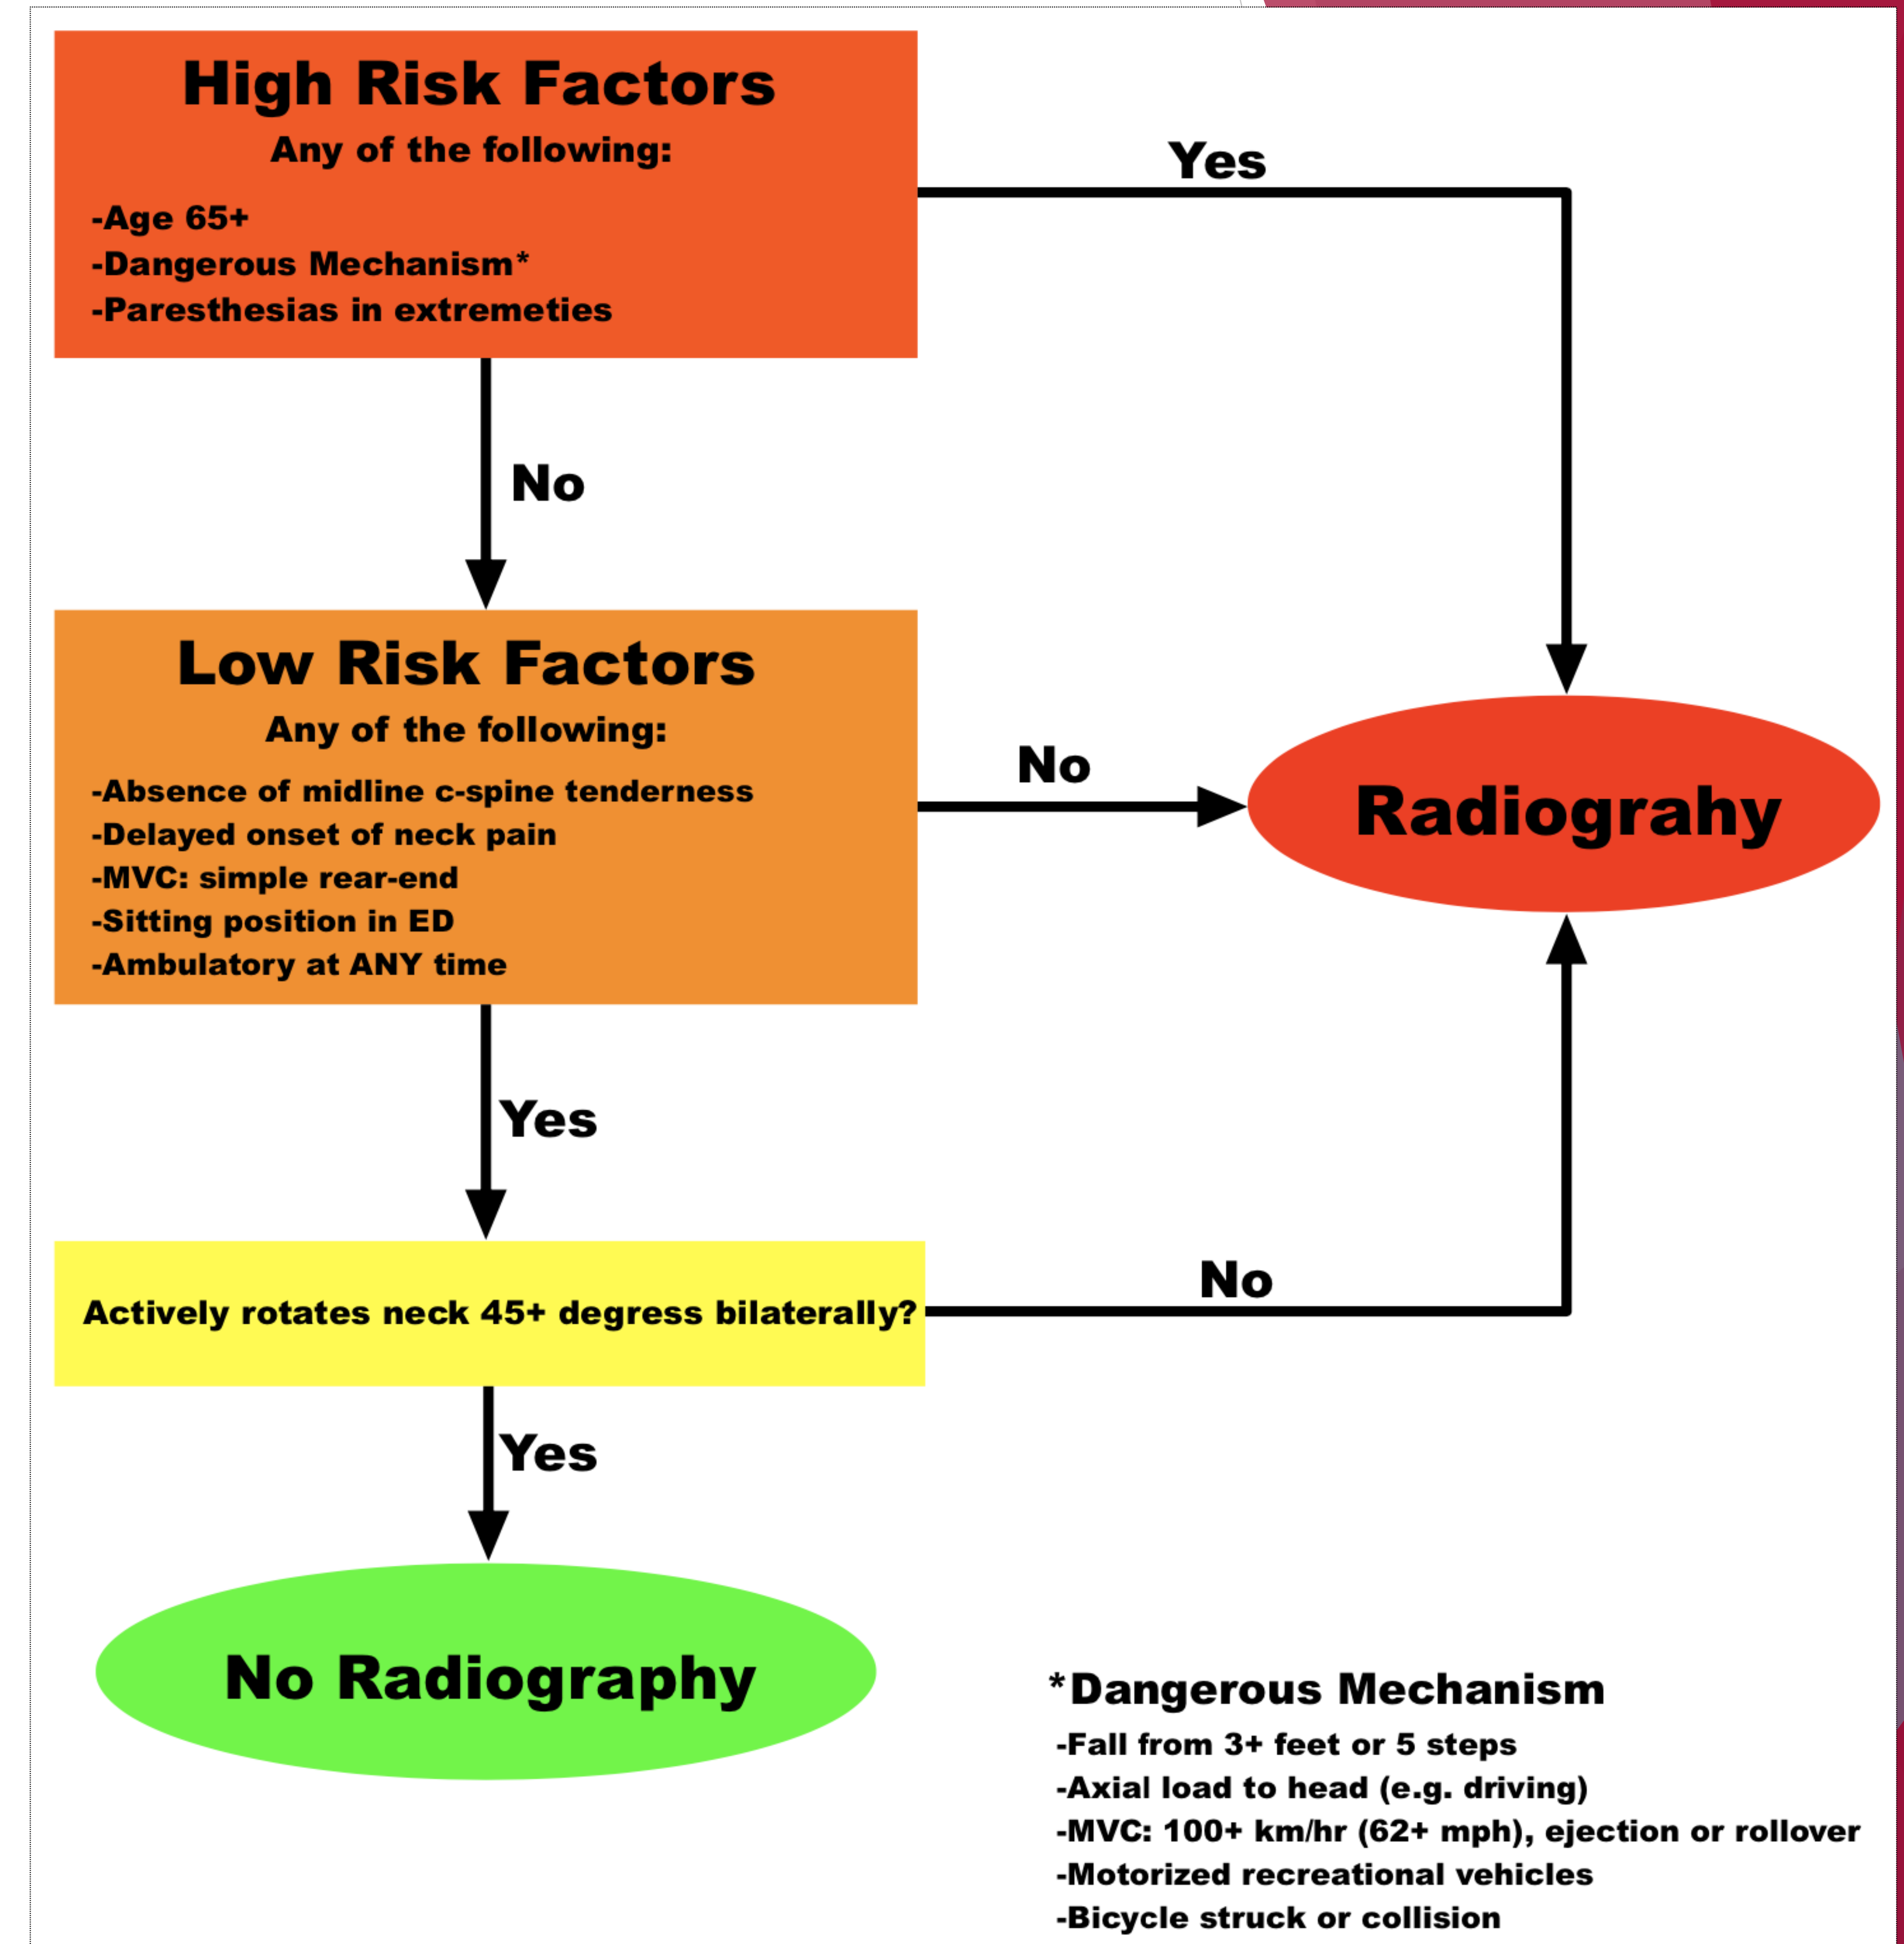 High Risk Factors
Any of the following:
-Age 65+
-Dangerous Mechanism*
-Paresthesias in extremeties
Yes
No
Low Risk Factors
Any of the following:
-Absence of midline c-spine tenderness
-Delayed onset of neck pain
-MVC: simple rear-end
-Sitting position in ED
-Ambulatory at ANY time
No
Radiograhy
Yes
Actively rotates neck 45+ degress bilaterally?
No
Yes
No Radiography
*Dangerous Mechanism
-Fall from 3+ feet or 5 steps
-Axial load to head (e.g. driving)
-MVC: 100+ km/hr (62+ mph), ejection or rollover
-Motorized recreational vehicles
-Bicycle struck or collision